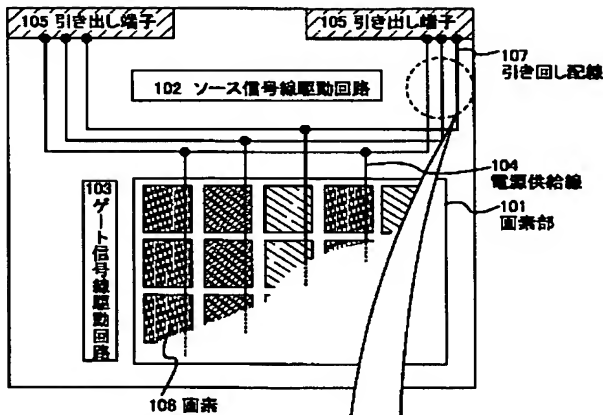 105 引き出し端子
105 引き出し端子
107
引き回し配線
102 ソース信号線駆動回路
104
電源供給線
103
ゲート信号線駆動回路
101
画素部
108 画素